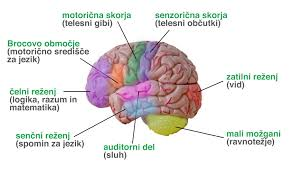 motorična skorja
(telesni gibi)
senzorična skorja
(telesni občutki)
Brocovo območje
(motorično središče
za jezik)
zatilni reženj
(vid)
čelni reženj
(logika, razum in
matematika)
senčni reženj
(spomin za jezik)
auditorni del
(sluh)
mali možgani
(ravnotežje)